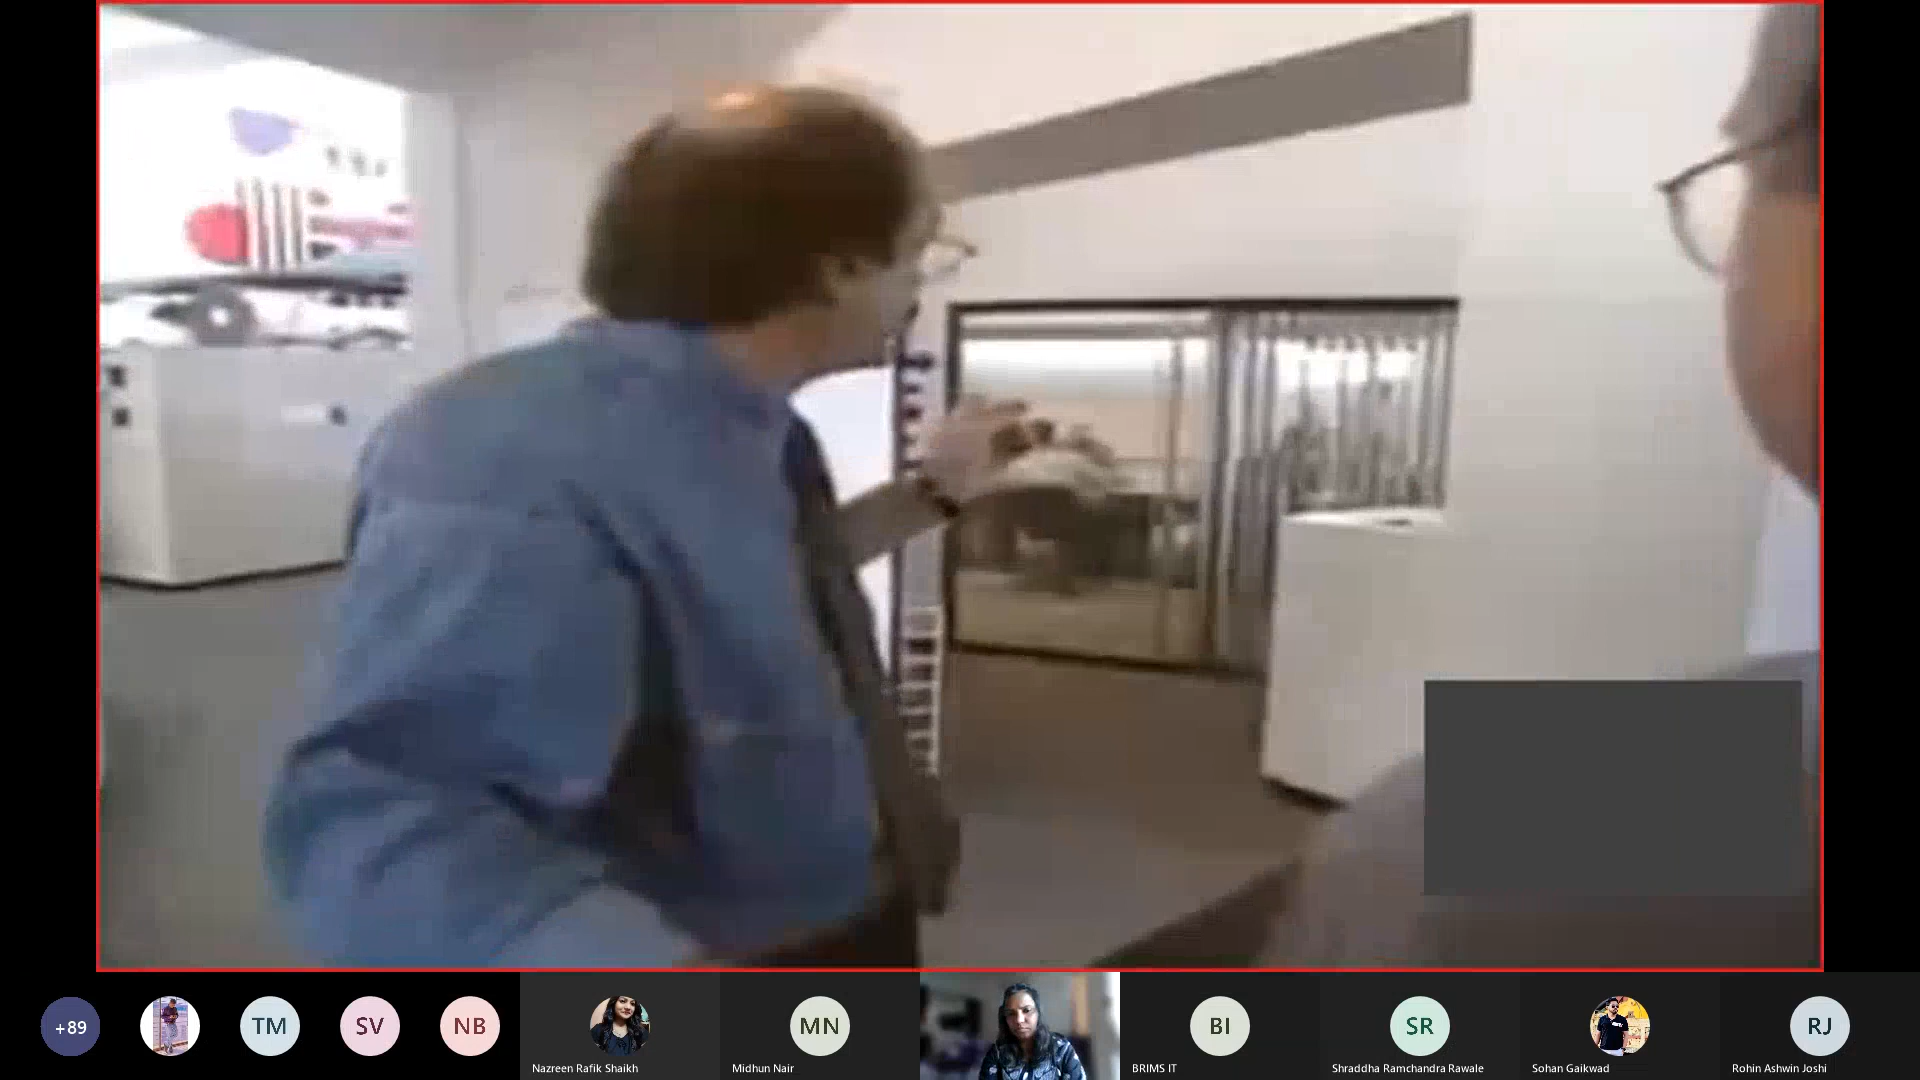 +89
TM
SV
NB
MN
BI
SR
RJ
Nazreen Rafik Shaikh
Midhun Nair
BRIMS IT
Shraddha Ramchandra Rawale
Sohan Gaikwad
Rohin Ashwin Joshi